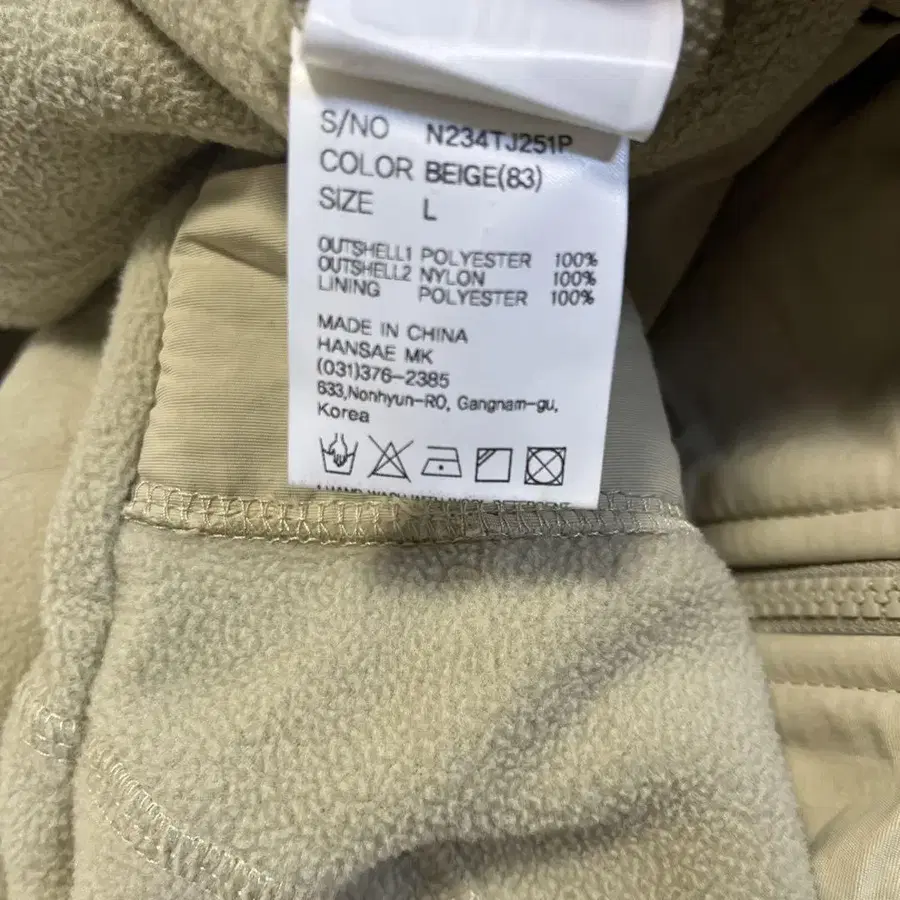 S/NO N234TJ251P
COLOR BEIGE(83)
SIZE L
OUTSHELL1 POLYESTER 100%
OUTSHELL2 NYLON 100%
LINING POLYESTER 100%
MADE IN CHINA
HANSAE MK
(031)376-2385
633,Nonhyun-RO, Gangnam-gu,
Korea